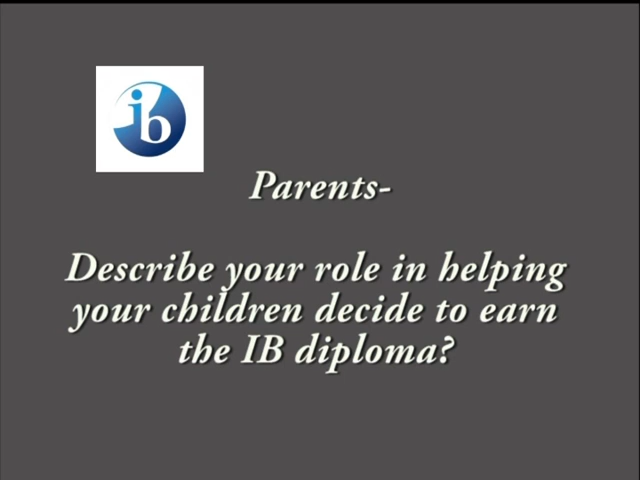 ib
Parents-
Describe your role in helping
your children decide to earn
the IB diploma?